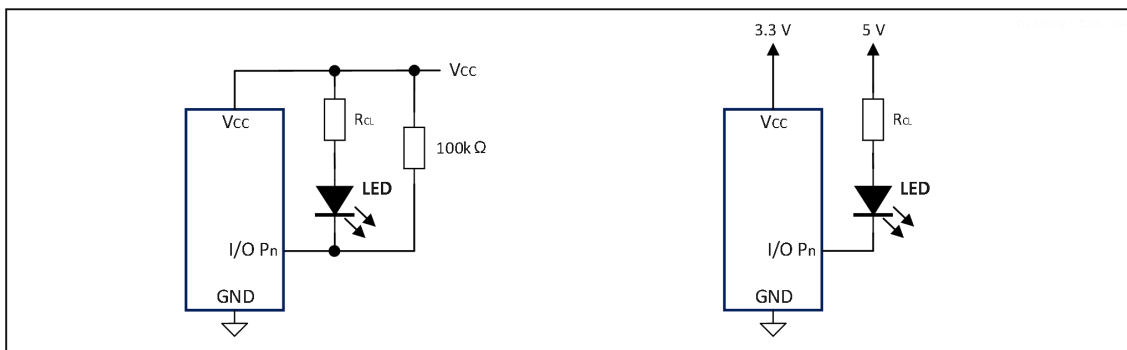 Vcc
Vcc
RCL
100k Ω
LED
I/O Pn
GND
3.3 V
5 V
Vcc
RCL
LED
I/O Pn
GND